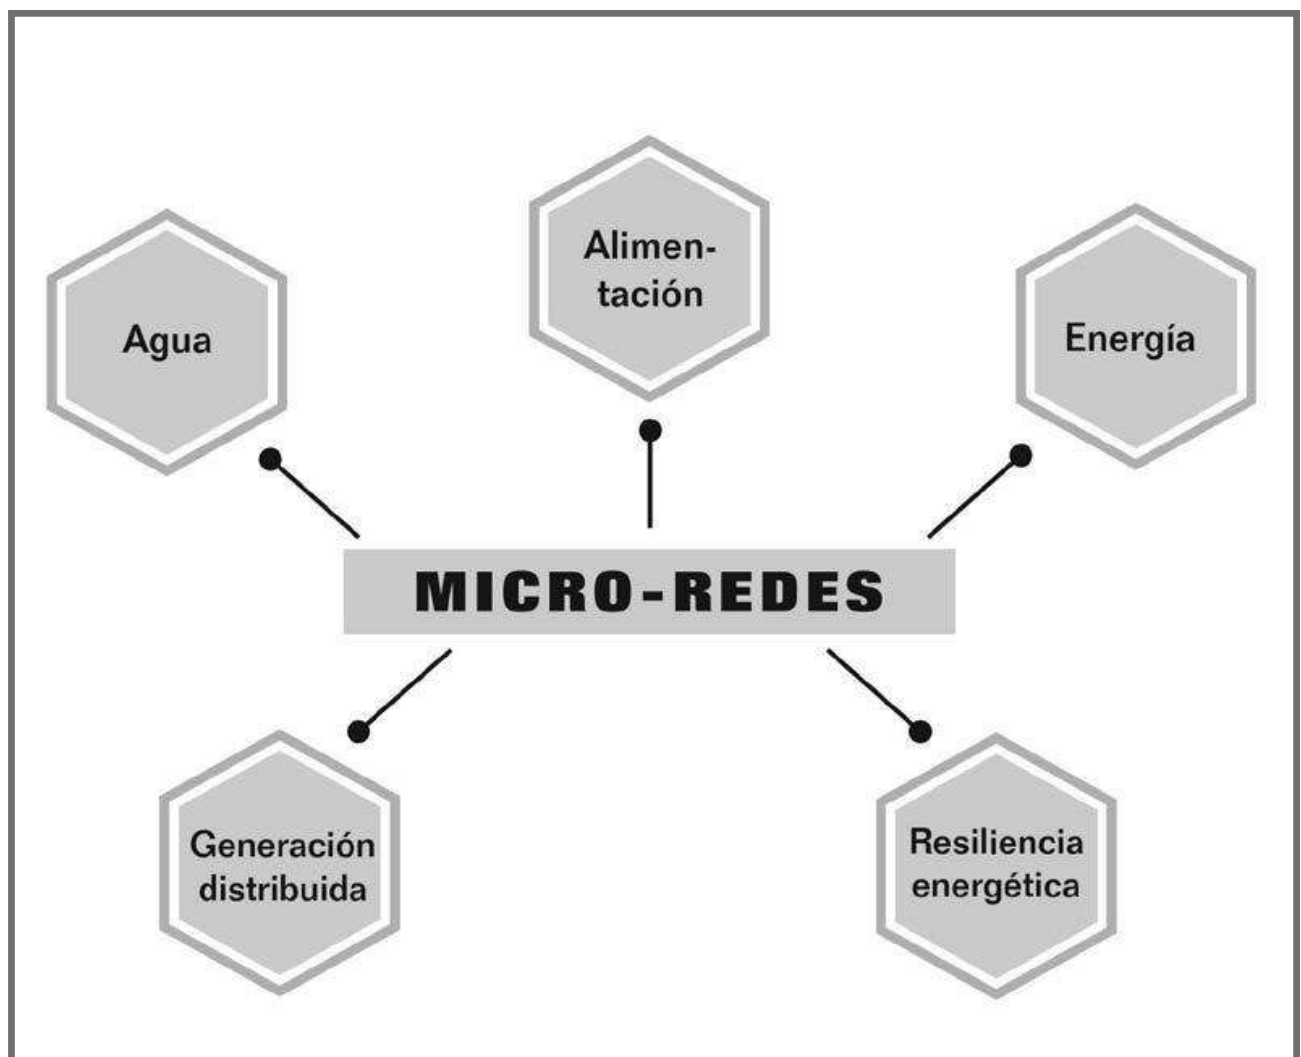 Agua
Alimen-
tación
Energía
MICRO-REDES
Generación
distribuida
Resiliencia
energética